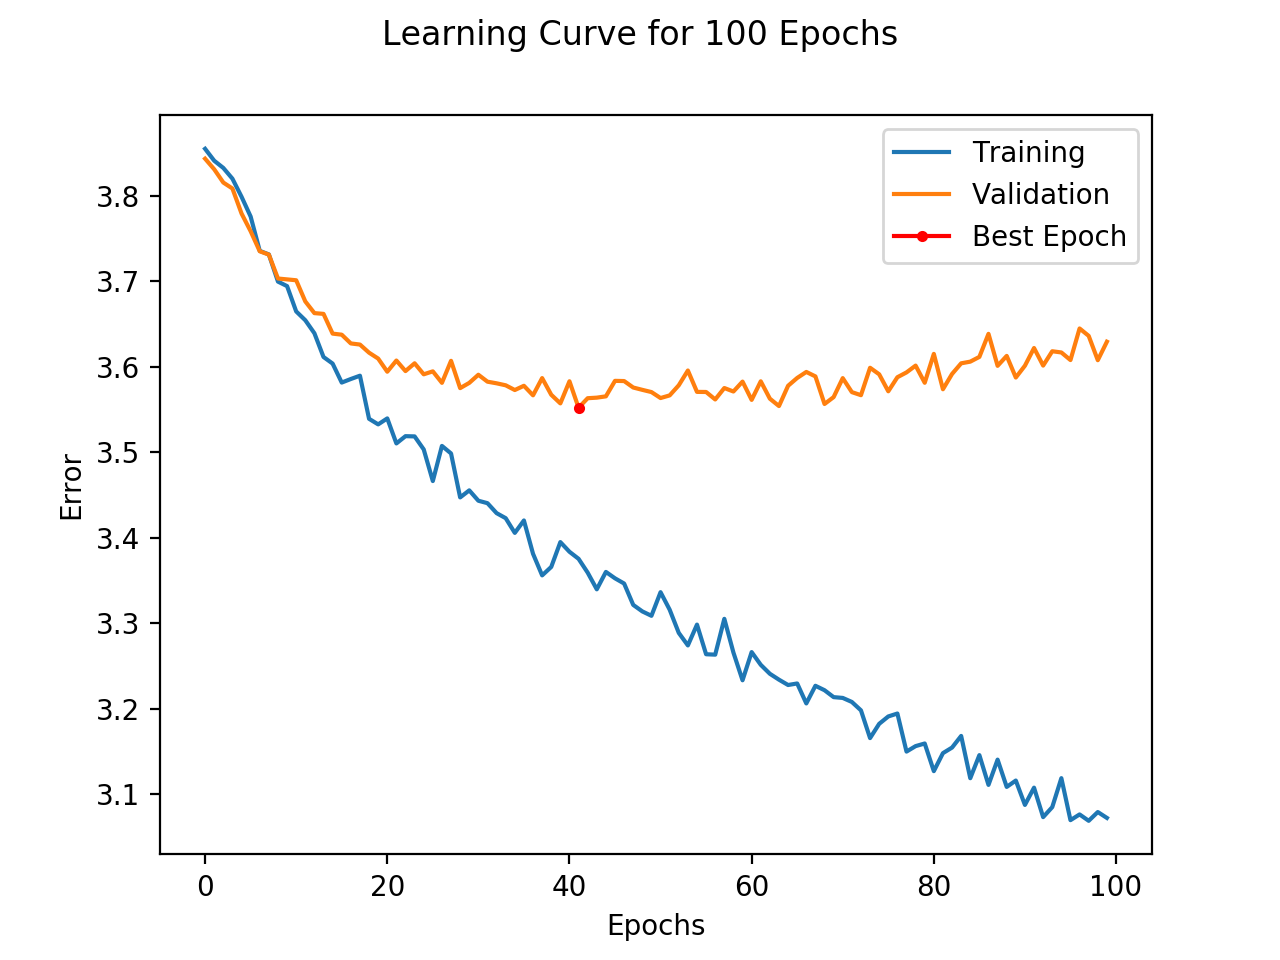 Learning Curve for 100 Epochs
Training
Validation
Best Epoch
3.8
3.7
3.6
3.5
3.4
3.3
3.2
3.1
Error
0 20 40 60 80 100
Epochs